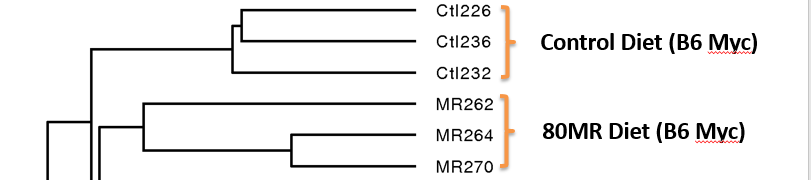 Ctl226
Ctl236
Control Diet (B6 Myc)
Ctl232
MR262
MR264
80MR Diet (B6 Myc)
MR270